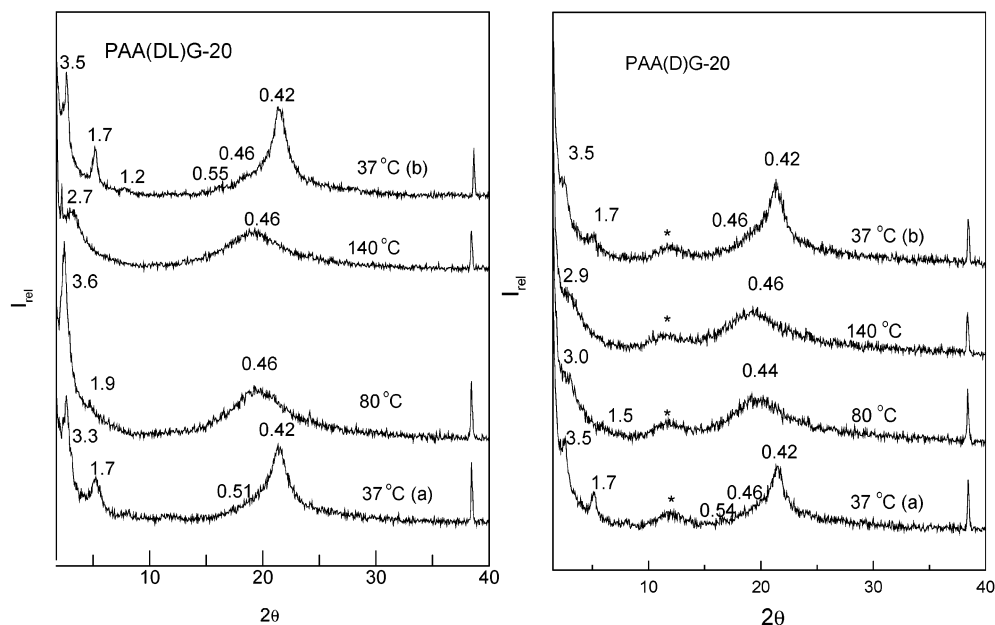 PAA(DL)G-20
3.5
0.42
1.7
0.46
0.55
1.2
37 °C (b)
2.7
0.46
140 °C
3.6
0.46
1.9
80 °C
3.3
0.42
1.7
0.51
37 °C (a)
10
20
30
40
2θ
I rel
PAA(D)G-20
3.5
0.42
1.7
0.46
*
37 °C (b)
2.9
0.46
*
140 °C
3.0
0.44
1.5
*
80 °C
3.5
0.42
1.7
0.46
*
0.54
37 °C (a)
10
20
30
40
2θ
I rel